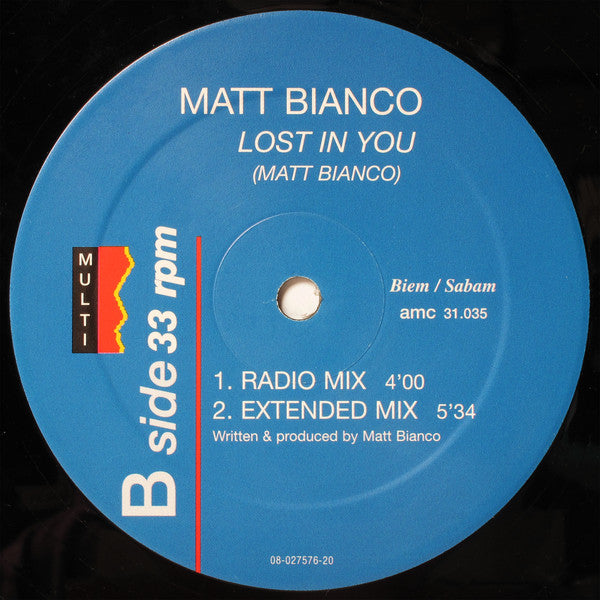 MATT BIANCO
LOST IN YOU
(MATT BIANCO)
MULTI
B side 33 rpm
Biem / Sabam
amc 31.035
1. RADIO MIX 4'00
2. EXTENDED MIX 5'34
Written & produced by Matt Bianco
08-027576-20